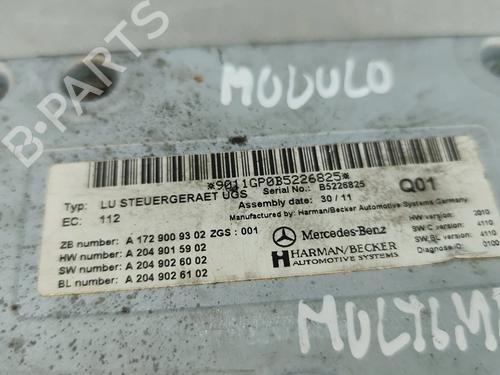 MODULO
*9011GP0B5226825*
Typ: LU STEUERGERAET UGS Serial No.: B5226825 Q01
EC: 112 Assembly date: 30 / 11
Manufactured by: Harman/Becker Automotive Systems Germany
ZB number: A 172 900 93 02 ZGS : 001
HW number: A 204 901 59 02
SW number: A 204 902 60 02
BL number: A 204 902 61 02
Mercedes-Benz
HARMAN/BECKER
AUTOMOTIVE SYSTEMS
HW version: 2010
SW C version: 4110
SW BL version: 4110
Diagnose ID: 0100
B-PARTS